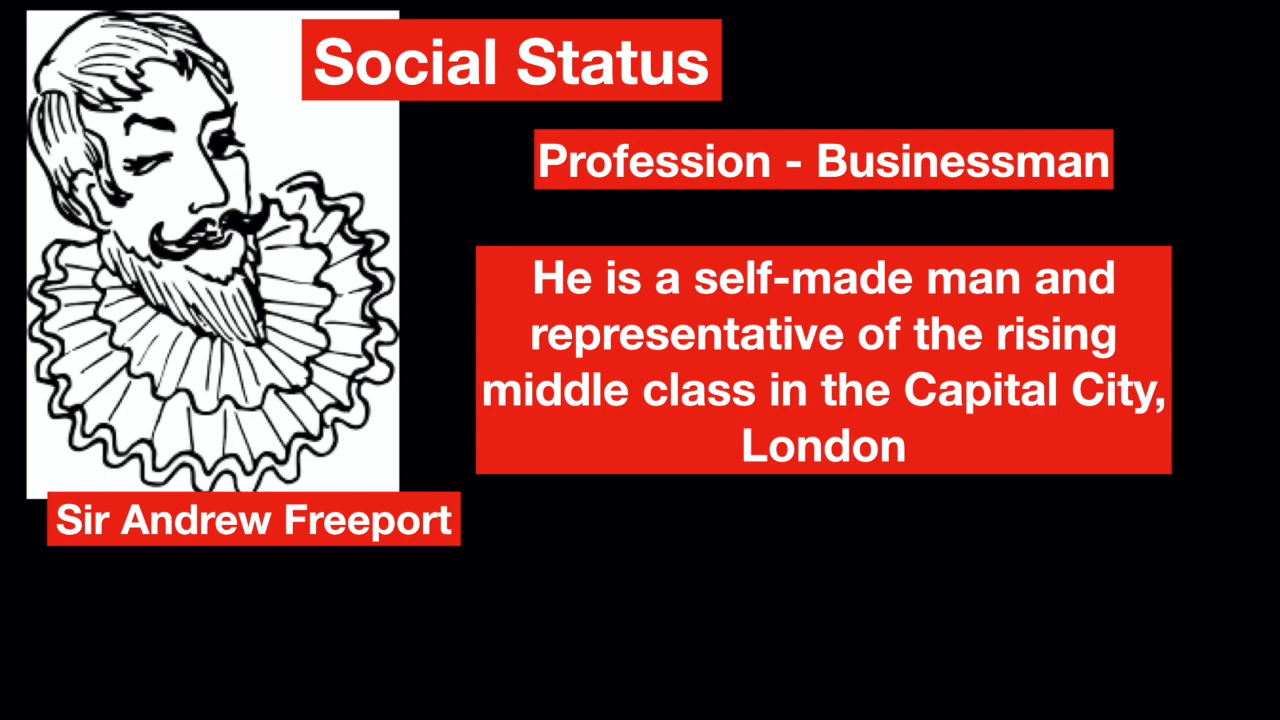 Social Status
Profession - Businessman
He is a self-made man and
representative of the rising
middle class in the Capital City,
London
Sir Andrew Freeport